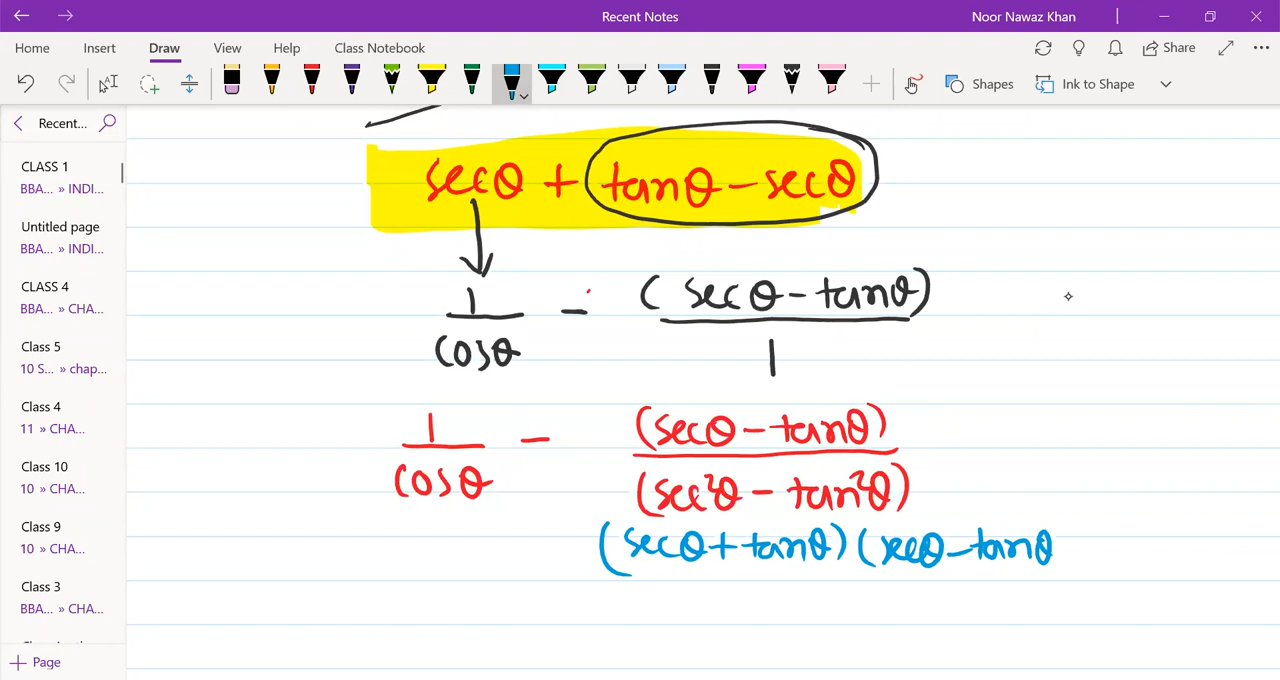 Recent Notes
Noor Nawaz Khan
Home Insert Draw View Help Class Notebook
Share
Shapes Ink to Shape
Recent...
CLASS 1
BBA... » INDI...
Untitled page
BBA... » INDI...
CLASS 4
BBA... » CHA...
Class 5
10 S... » chap...
Class 4
11 » CHA...
Class 10
10 » CHA...
Class 9
10 » CHA...
Class 3
BBA... » CHA...
Page
secθ + tanθ - secθ
1 - (secθ - tanθ)
cosθ 1
1 - (secθ - tanθ)
cosθ (sec²θ - tan²θ)
(secθ + tanθ) (secθ - tanθ